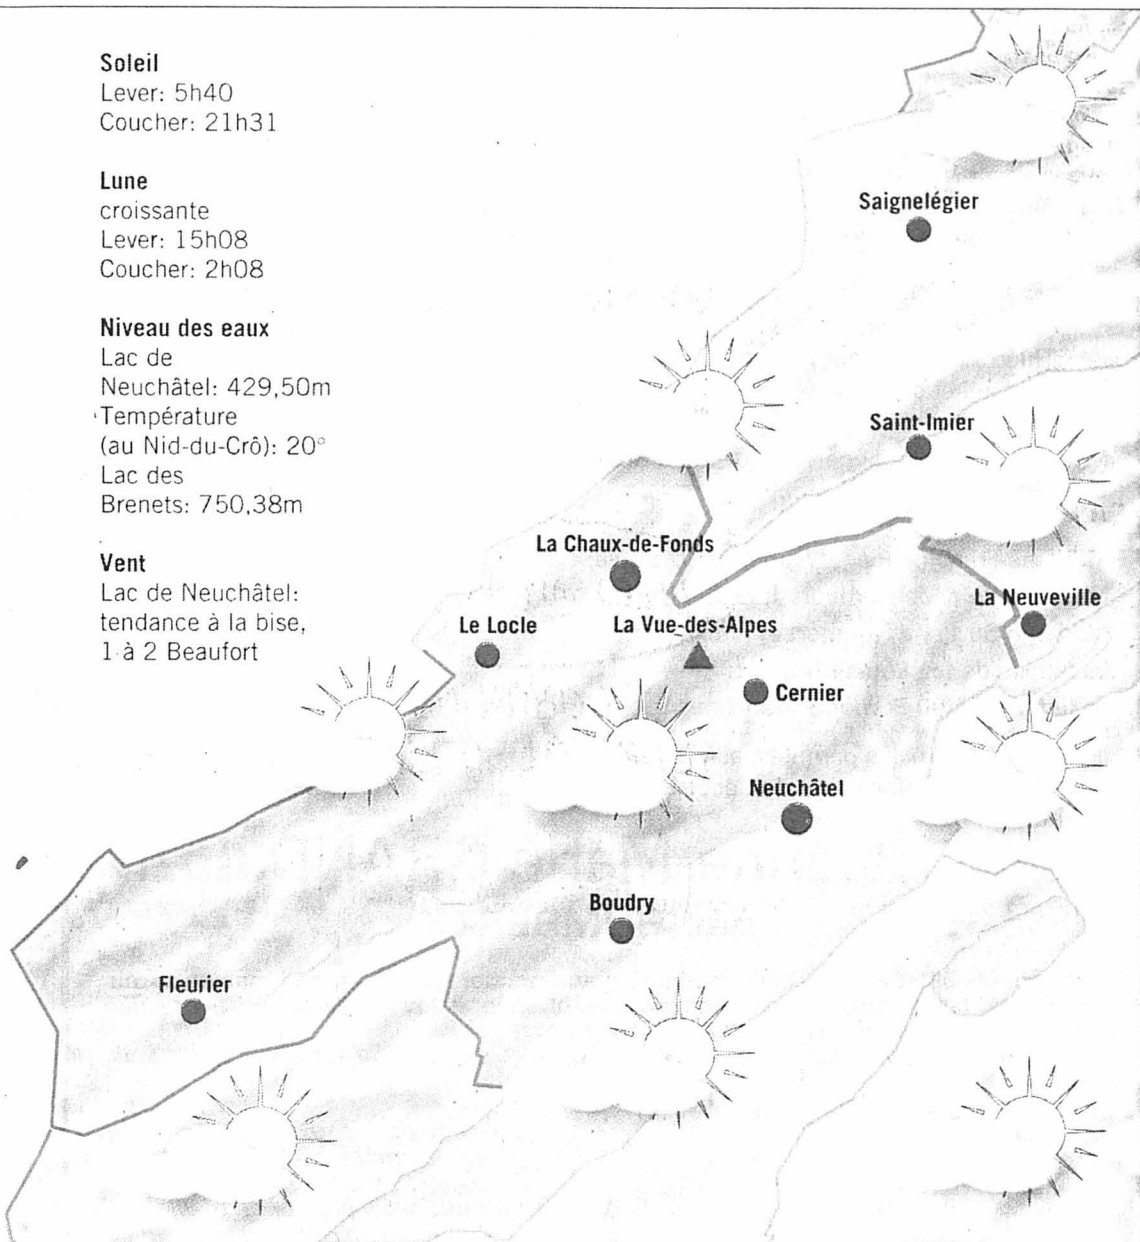 Soleil
Lever: 5h40
Coucher: 21h31
Lune
croissante
Lever: 15h08
Coucher: 2h08
Niveau des eaux
Lac de
Neuchâtel: 429,50m
Température
(au Nid-du-Crô): 20°
Lac des
Brenets: 750,38m
Vent
Lac de Neuchâtel:
tendance à la bise,
1 à 2 Beaufort
Saignelégier
Saint-Imier
La Chaux-de-Fonds
La Neuveville
Le Locle
La Vue-des-Alpes
Cernier
Neuchâtel
Boudry
Fleurier